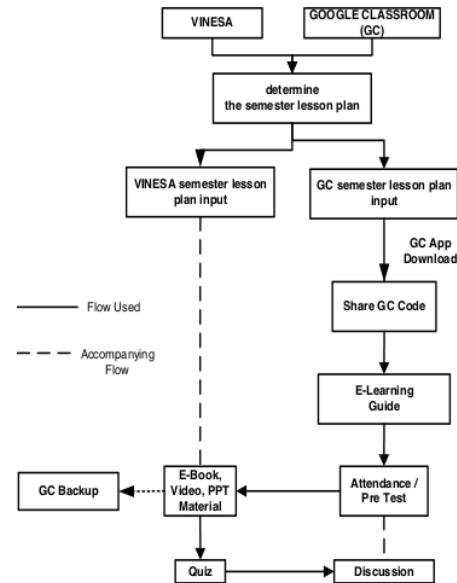 VINESA
GOOGLE CLASSROOM
(GC)
determine
the semester lesson plan
VINESA semester lesson
plan input
GC semester lesson plan
input
GC App
Download
Share GC Code
Flow Used
Accompanying
Flow
E-Learning
Guide
GC Backup
E-Book,
Video, PPT
Material
Attendance /
Pre Test
Quiz
Discussion